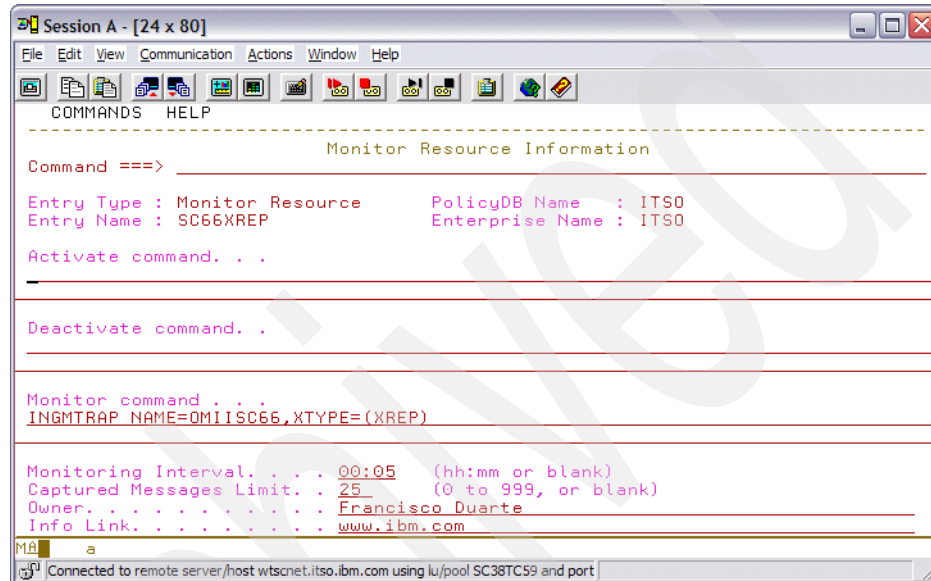 Session A - [24 x 80]
File Edit View Communication Actions Window Help
COMMANDS HELP
Monitor Resource Information
Command ===>
Entry Type : Monitor Resource PolicyDB Name : ITSO
Entry Name : SC66XREP Enterprise Name : ITSO
Activate command. . .
Deactivate command. .
Monitor command . . .
INGMTRAP NAME=OMIISC66,XTYPE=(XREP)
Monitoring Interval. . . . 00:05 (hh:mm or blank)
Captured Messages Limit. . 25 (0 to 999, or blank)
Owner. . . . . . . . . . . Francisco Duarte
Info Link. . . . . . . . . www.ibm.com
MA a
Connected to remote server/host wtscnet.itso.ibm.com using lu/pool SC38TC59 and port